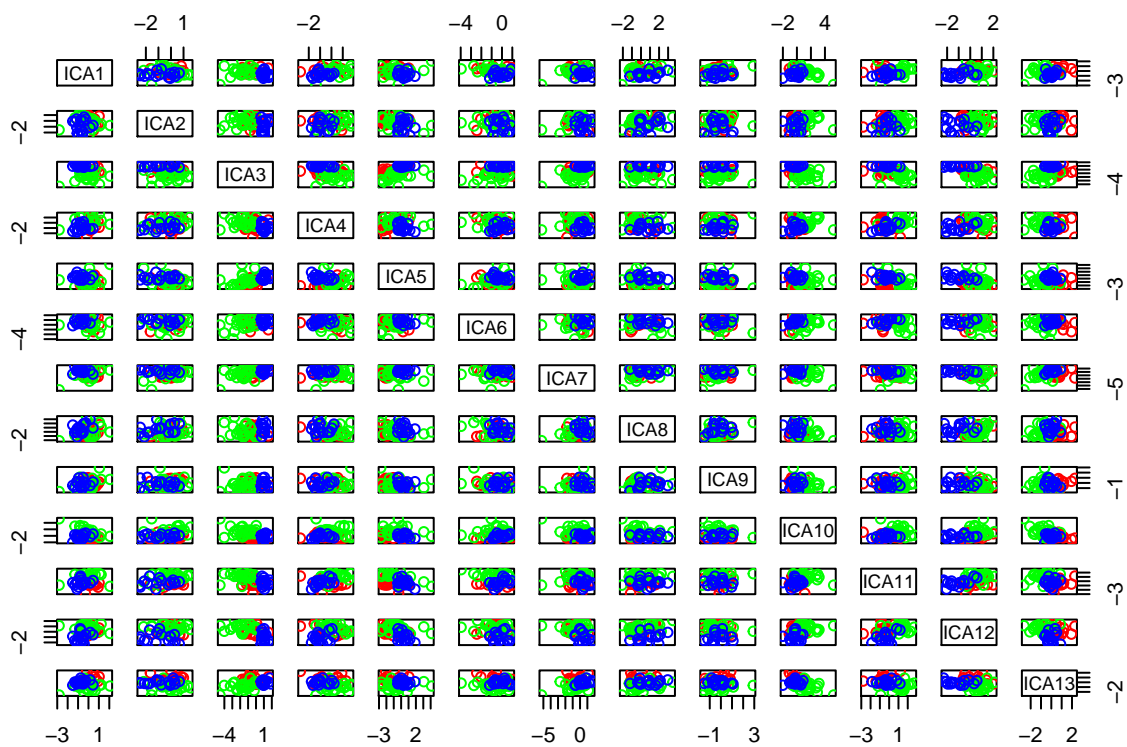 -2 1 -2 -4 0 -2 2 -2 4 -2 2
ICA1 -3
-2 ICA2
ICA3 -4
-2 ICA4
ICA5 -3
-4 ICA6
ICA7 -5
-2 ICA8
ICA9 -1
-2 ICA10
ICA11 -3
-2 ICA12
ICA13 -2
-3 1 -4 1 -3 2 -5 0 -1 3 -3 1 -2 2